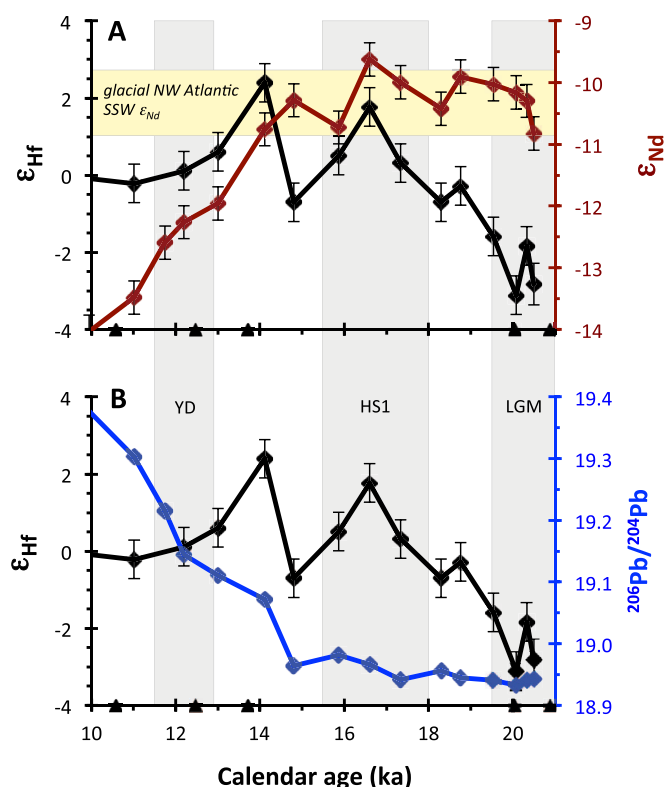 A
4
2
0
-2
-4
εHf
glacial NW Atlantic
SSW εNd
-9
-10
-11
-12
-13
-14
εNd
B
4
2
0
-2
-4
εHf
YD
HS1
LGM
19.4
19.3
19.2
19.1
19.0
18.9
206Pb/204Pb
10
12
14
16
18
20
Calendar age (ka)